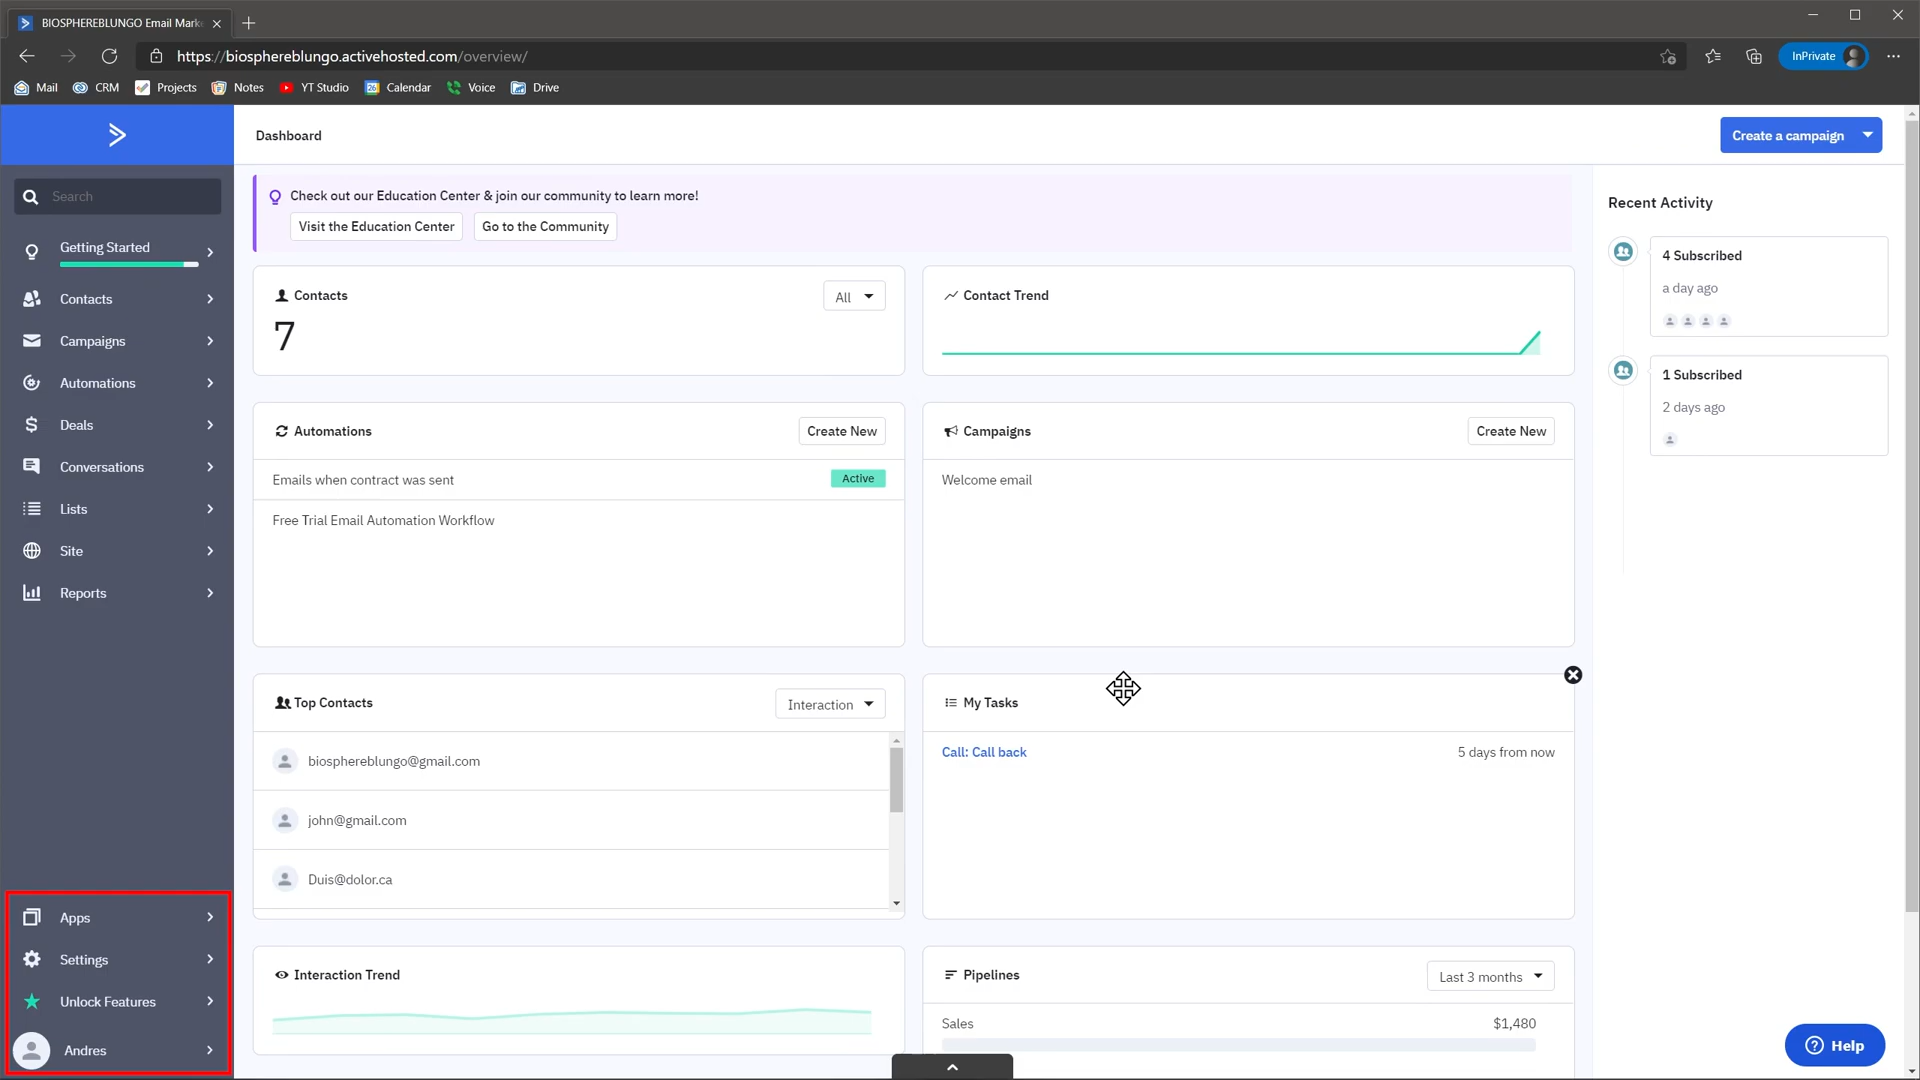 BIOSPHEREBLUNGO Email Mark
https://biosphereblungo.activehosted.com/overview/
InPrivate
Mail
CRM
Projects
Notes
YT Studio
26
Calendar
Voice
Drive
Dashboard
Create a campaign
Search
Getting Started
Contacts
Campaigns
Automations
Deals
Conversations
Lists
Site
Reports
Apps
Settings
Unlock Features
Andres
Check out our Education Center & join our community to learn more!
Visit the Education Center
Go to the Community
Contacts
All
7
Contact Trend
Automations
Create New
Emails when contract was sent
Active
Free Trial Email Automation Workflow
Campaigns
Create New
Welcome email
Top Contacts
Interaction
biosphereblungo@gmail.com
john@gmail.com
Duis@dolor.ca
My Tasks
Call: Call back
5 days from now
Interaction Trend
Pipelines
Last 3 months
Sales
$1,480
Recent Activity
4 Subscribed
a day ago
1 Subscribed
2 days ago
Help